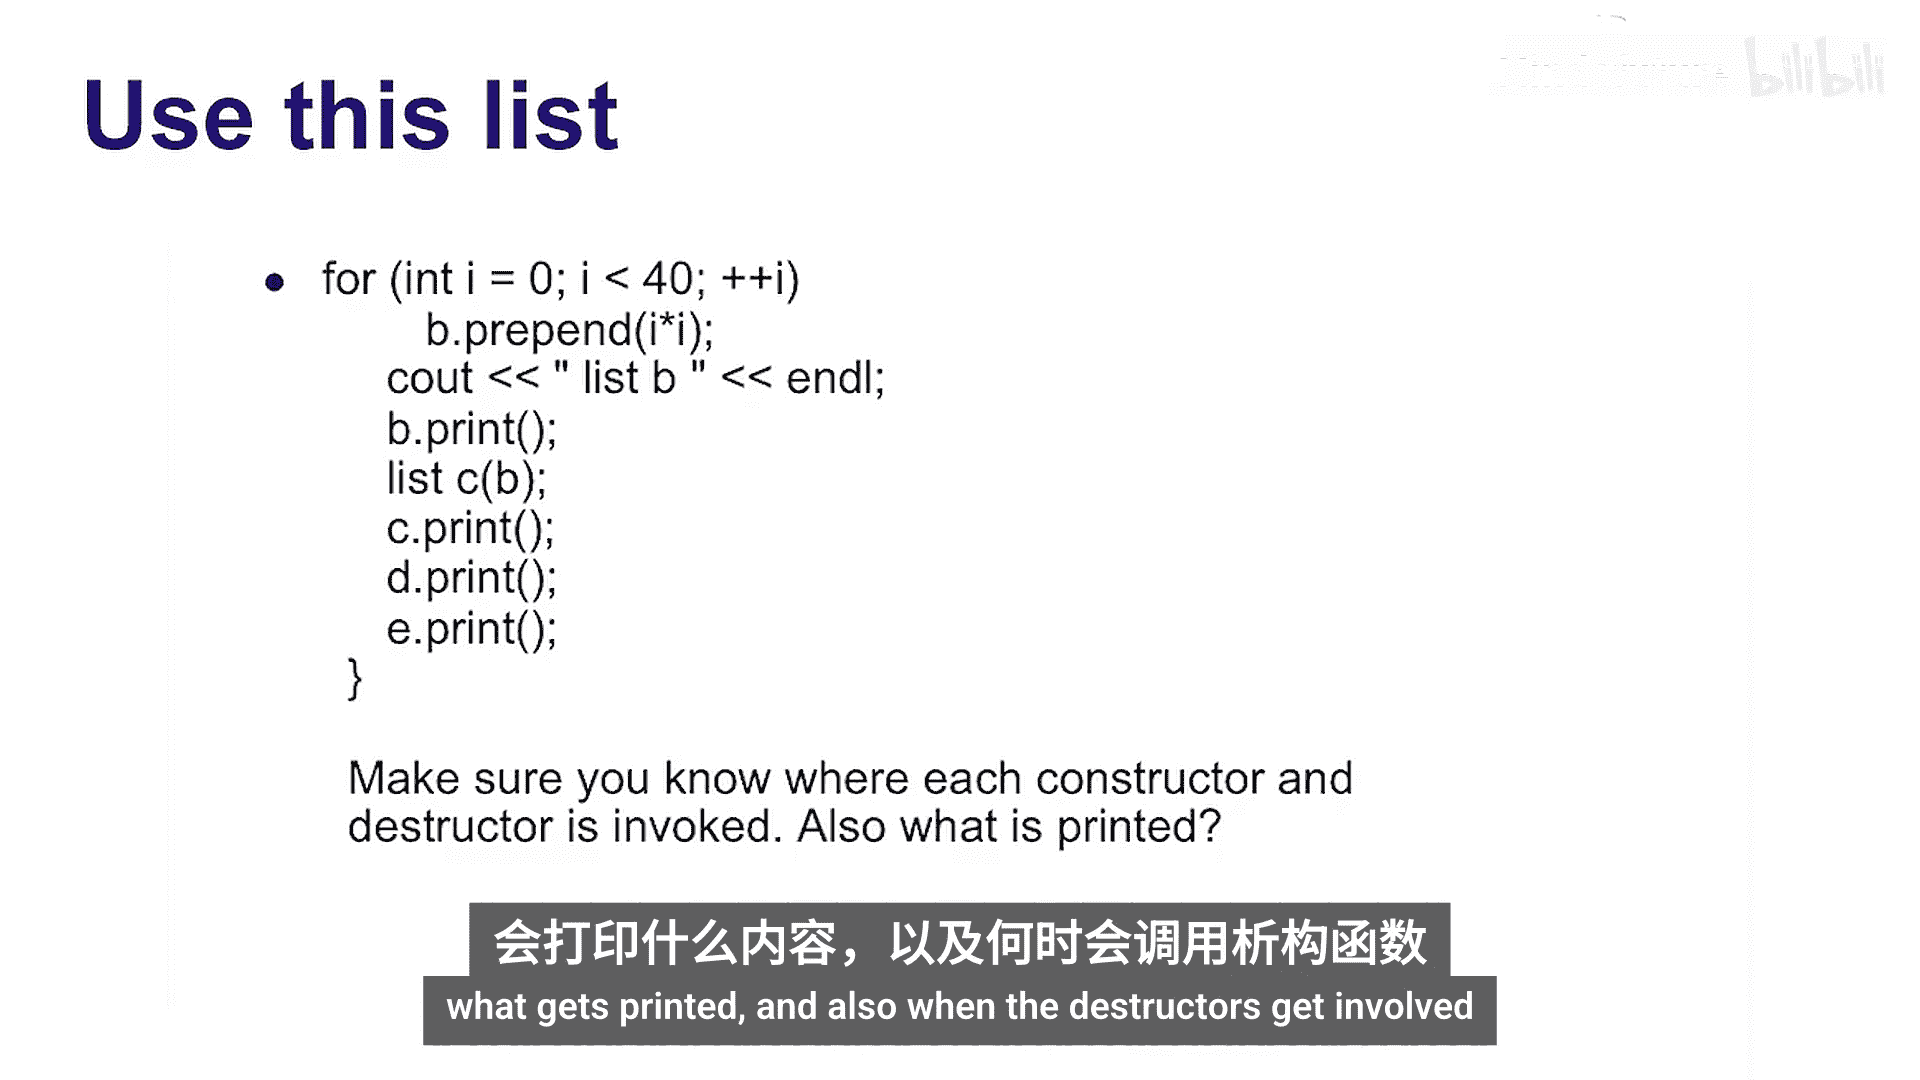 bilibili
Use this list
• for (int i = 0; i < 40; ++i)
b.prepend(i*i);
cout << " list b " << endl;
b.print();
list c(b);
c.print();
d.print();
e.print();
}
Make sure you know where each constructor and
destructor is invoked. Also what is printed?
会打印什么内容，以及何时会调用析构函数
what gets printed, and also when the destructors get involved